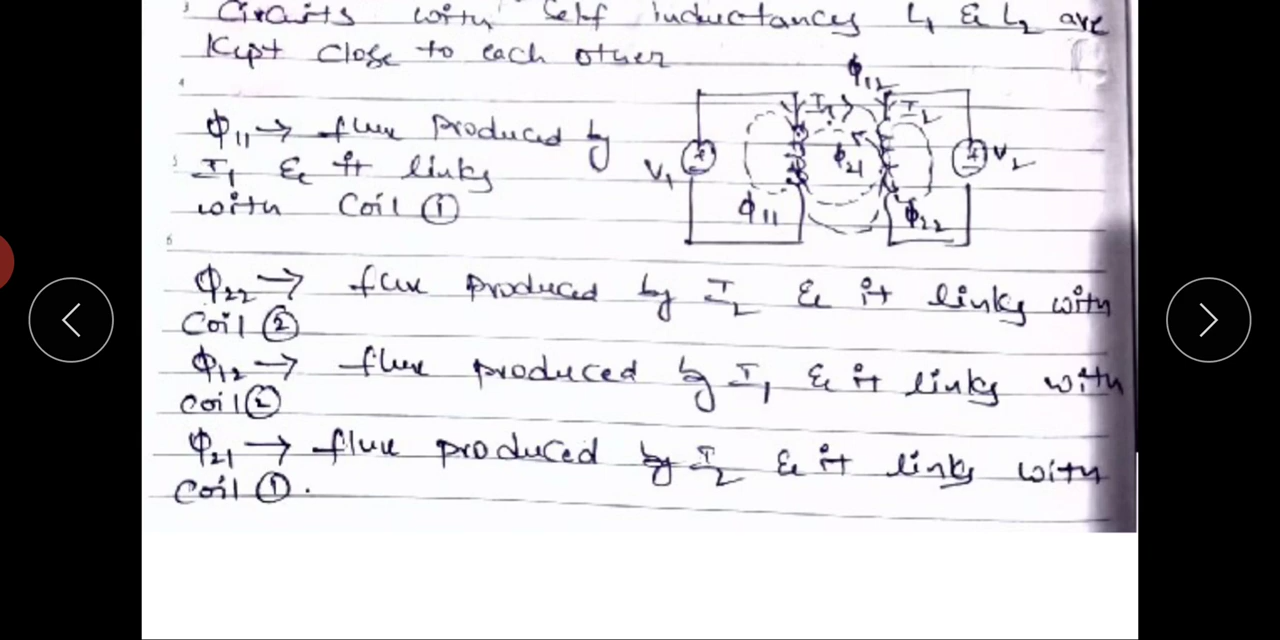 Circuits with self inductances L₁ & L₂ are
Kept close to each other
ϕ₁₂
ϕ₁₁ → flux produced by
I₁ & it links
with Coil ①
I₁
I₂
V₁
V₂
ϕ₂₁
ϕ₁₁
ϕ₂₂
ϕ₂₂ → flux produced by I₂ & it links with
Coil ②
ϕ₁₂ → flux produced by I₁ & it links with
coil ②
ϕ₂₁ → flux produced by I₂ & it links with
Coil ①.